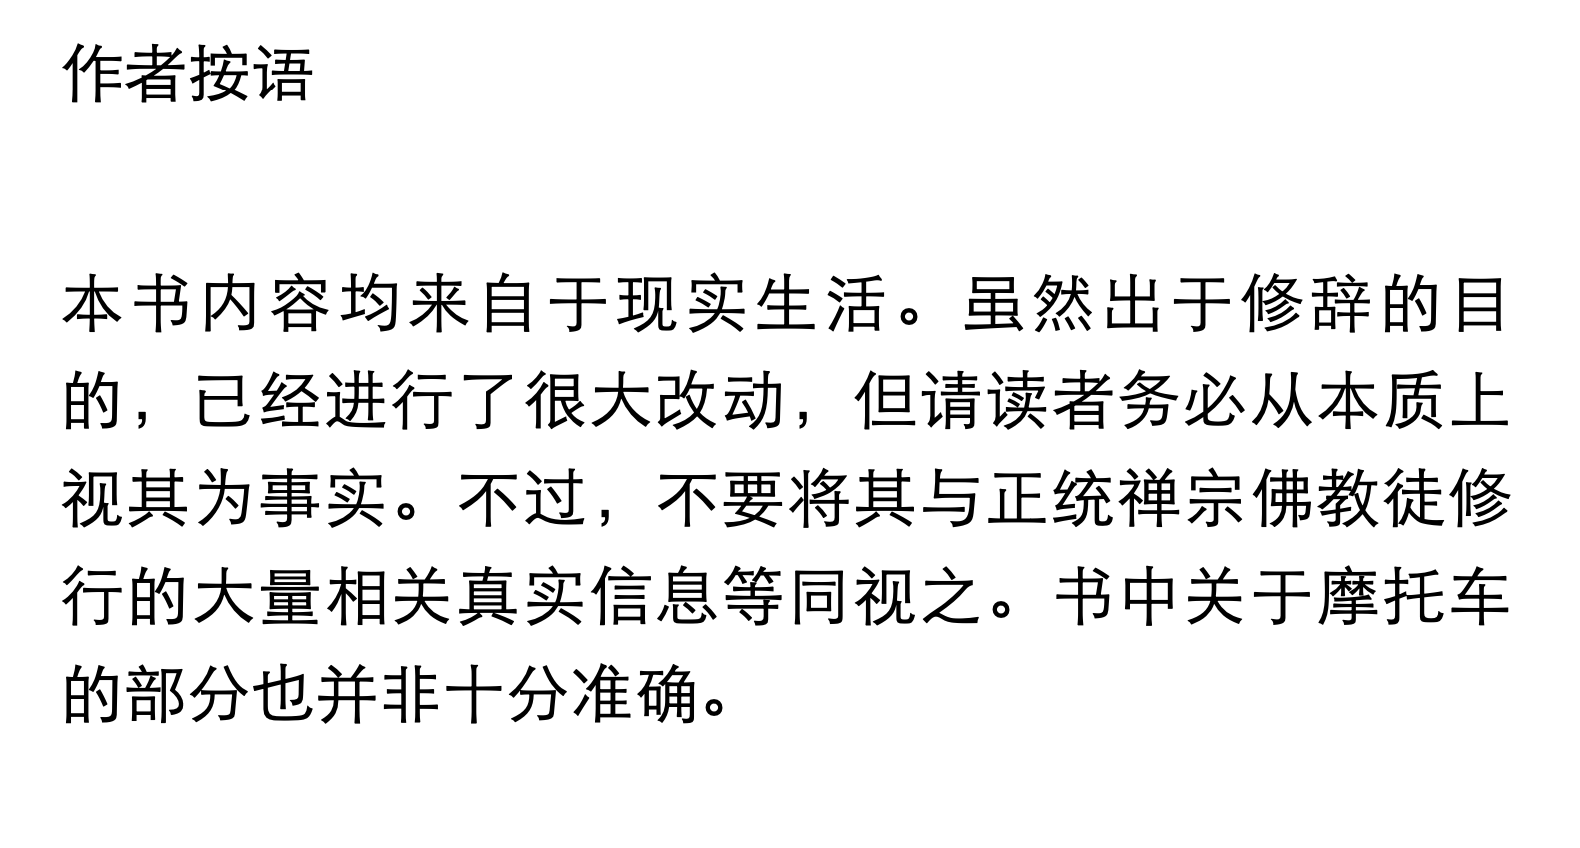 作者按语
本书内容均来自于现实生活。虽然出于修辞的目
的，已经进行了很大改动，但请读者务必从本质上
视其为事实。不过，不要将其与正统禅宗佛教徒修
行的大量相关真实信息等同视之。书中关于摩托车
的部分也并非十分准确。